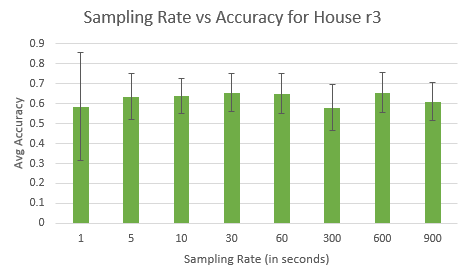 Sampling Rate vs Accuracy for House r3
0.9
0.8
0.7
0.6
0.5
0.4
0.3
0.2
0.1
0
Avg Accuracy
1 5 10 30 60 300 600 900
Sampling Rate (in seconds)